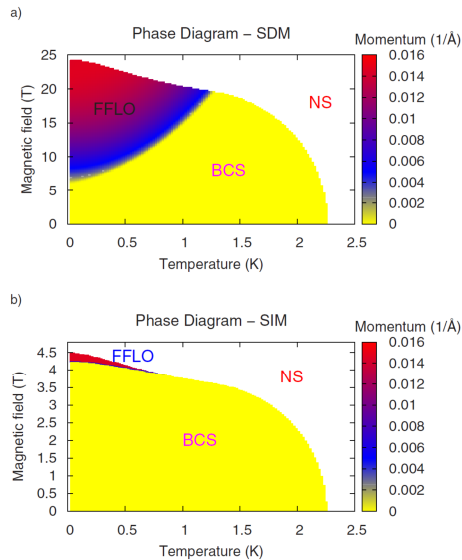 a)
Phase Diagram – SDM
Momentum (1/Å)
Magnetic field (T)
25
20
15
10
5
0
FFLO
NS
BCS
0.016
0.014
0.012
0.01
0.008
0.006
0.004
0.002
0
0
0.5
1
1.5
2
2.5
Temperature (K)
b)
Phase Diagram – SIM
Momentum (1/Å)
Magnetic field (T)
4.5
4
3.5
3
2.5
2
1.5
1
0.5
0
FFLO
NS
BCS
0.016
0.014
0.012
0.01
0.008
0.006
0.004
0.002
0
0
0.5
1
1.5
2
2.5
Temperature (K)